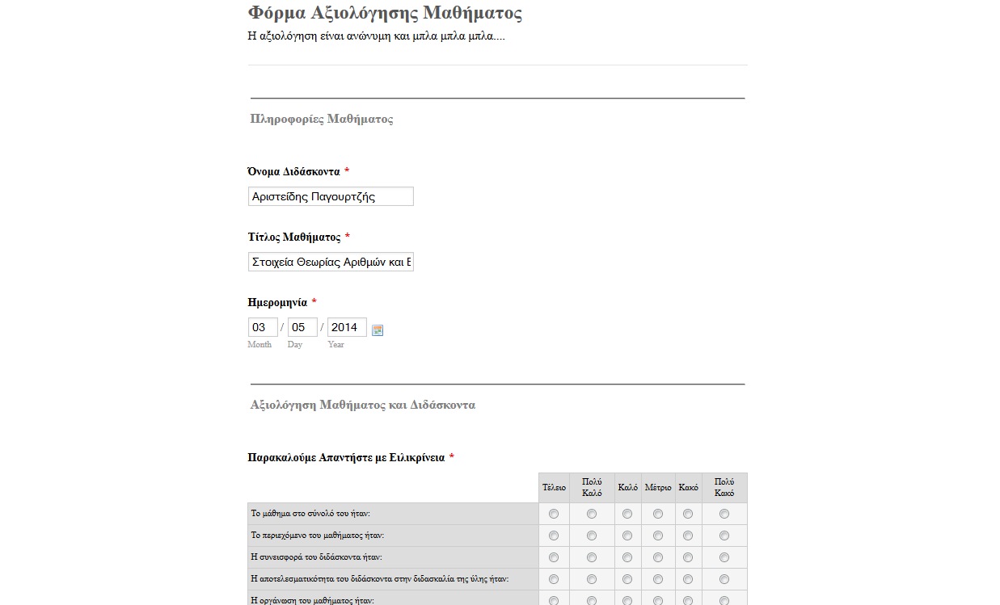 Φόρμα Αξιολόγησης Μαθήματος
Η αξιολόγηση είναι ανώνυμη και μπλα μπλα μπλα....
Πληροφορίες Μαθήματος
Όνομα Διδάσκοντα *
Αριστείδης Παγουρτζής
Τίτλος Μαθήματος *
Στοιχεία Θεωρίας Αριθμών και
Ημερομηνία *
03 / 05 / 2014
Month Day Year
Αξιολόγηση Μαθήματος και Διδάσκοντα
Παρακαλούμε Απαντήστε με Ειλικρίνεια *
Τέλειο Πολύ Καλό Καλό Μέτριο Κακό Πολύ Κακό
Το μάθημα στο σύνολό του ήταν:
Το περιεχόμενο του μαθήματος ήταν:
Η συνεισφορά του διδάσκοντα ήταν:
Η αποτελεσματικότητα του διδάσκοντα στην διδασκαλία της ύλης ήταν:
Η οργάνωση του μαθήματος ήταν: